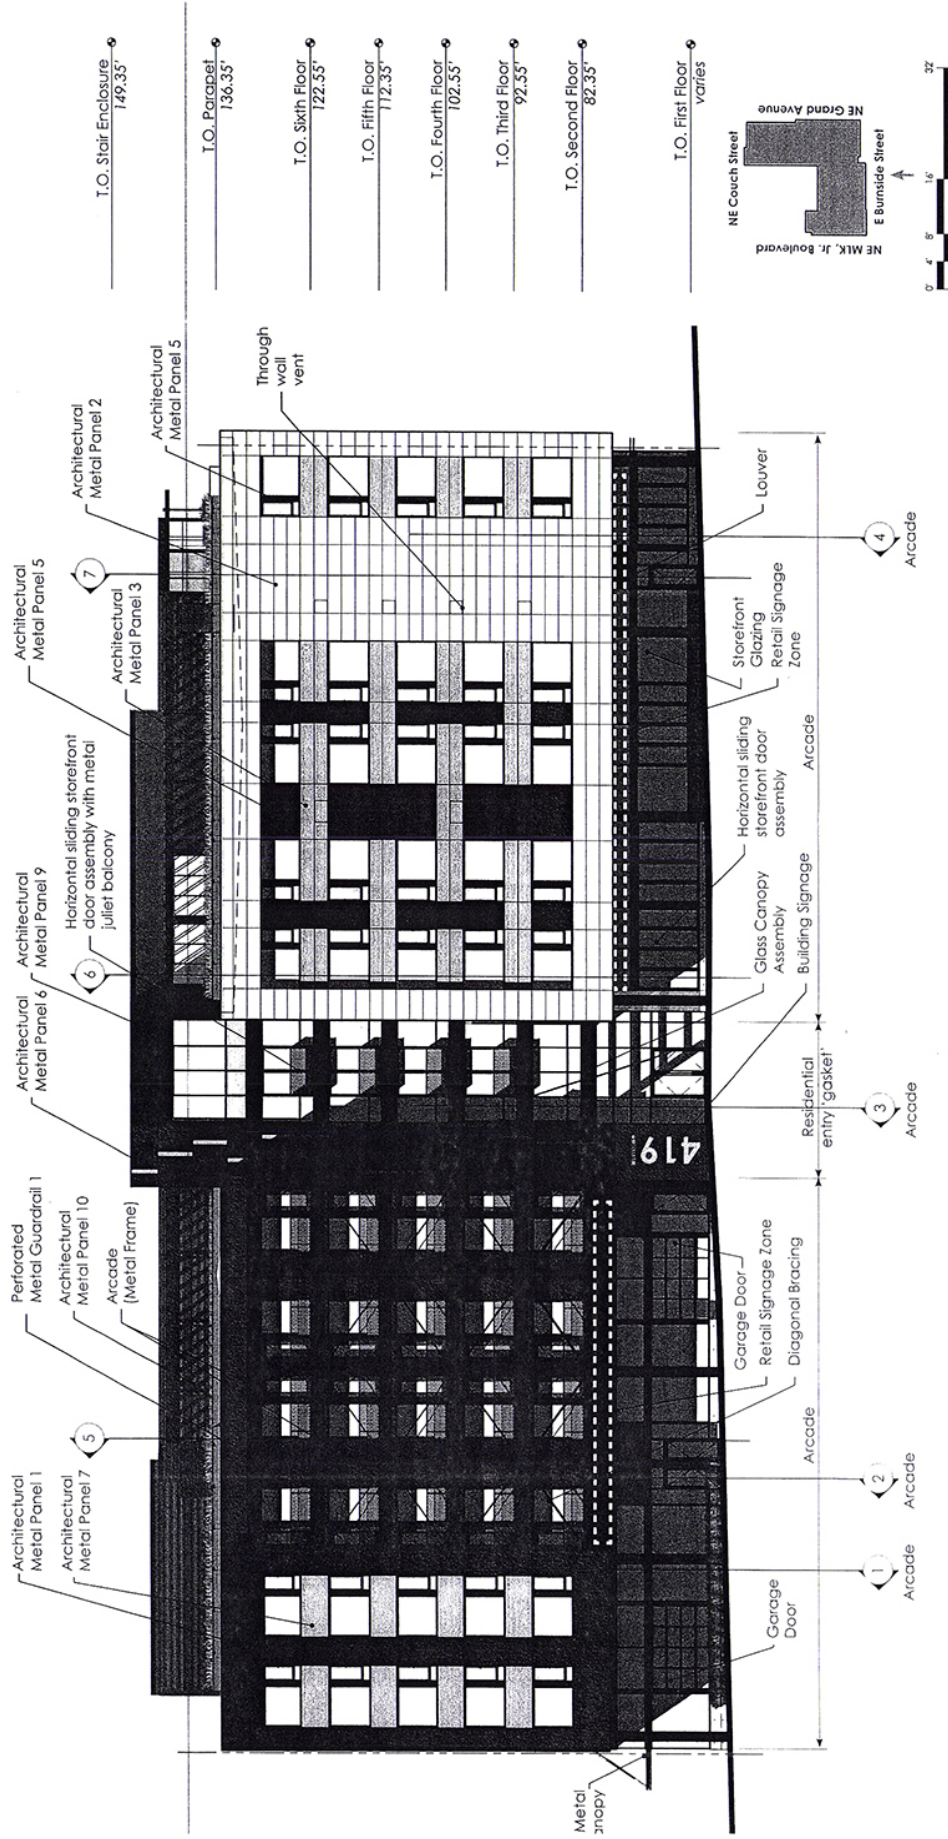 Architectural
Metal Panel 1
Architectural
Metal Panel 7
5
Perforated
Metal Guardrail 1
Architectural
Metal Panel 10
Arcade
(Metal Frame)
Architectural
Metal Panel 6
Architectural
Metal Panel 9
6
Horizontal sliding storefront
door assembly with metal
juliet balcony
Architectural
Metal Panel 3
Architectural
Metal Panel 5
7
Architectural
Metal Panel 2
Architectural
Metal Panel 5
Through
wall
vent
T.O. Stair Enclosure
149.35'
T.O. Parapet
136.35'
T.O. Sixth Floor
122.55'
T.O. Fifth Floor
112.35'
T.O. Fourth Floor
102.55'
T.O. Third Floor
92.55'
T.O. Second Floor
82.35'
T.O. First Floor
varies
419
Metal
anopy
Garage
Door
Garage Door
Retail Signage Zone
Diagonal Bracing
Arcade
Residential
entry 'gasket'
Glass Canopy
Assembly
Building Signage
Horizontal sliding
storefront door
assembly
Storefront
Glazing
Retail Signage
Zone
Arcade
Louver
1
Arcade
2
Arcade
3
Arcade
4
Arcade
NE Couch Street
NE MLK, Jr. Boulevard
NE Grand Avenue
E Burnside Street
0' 4' 8' 16' 32'